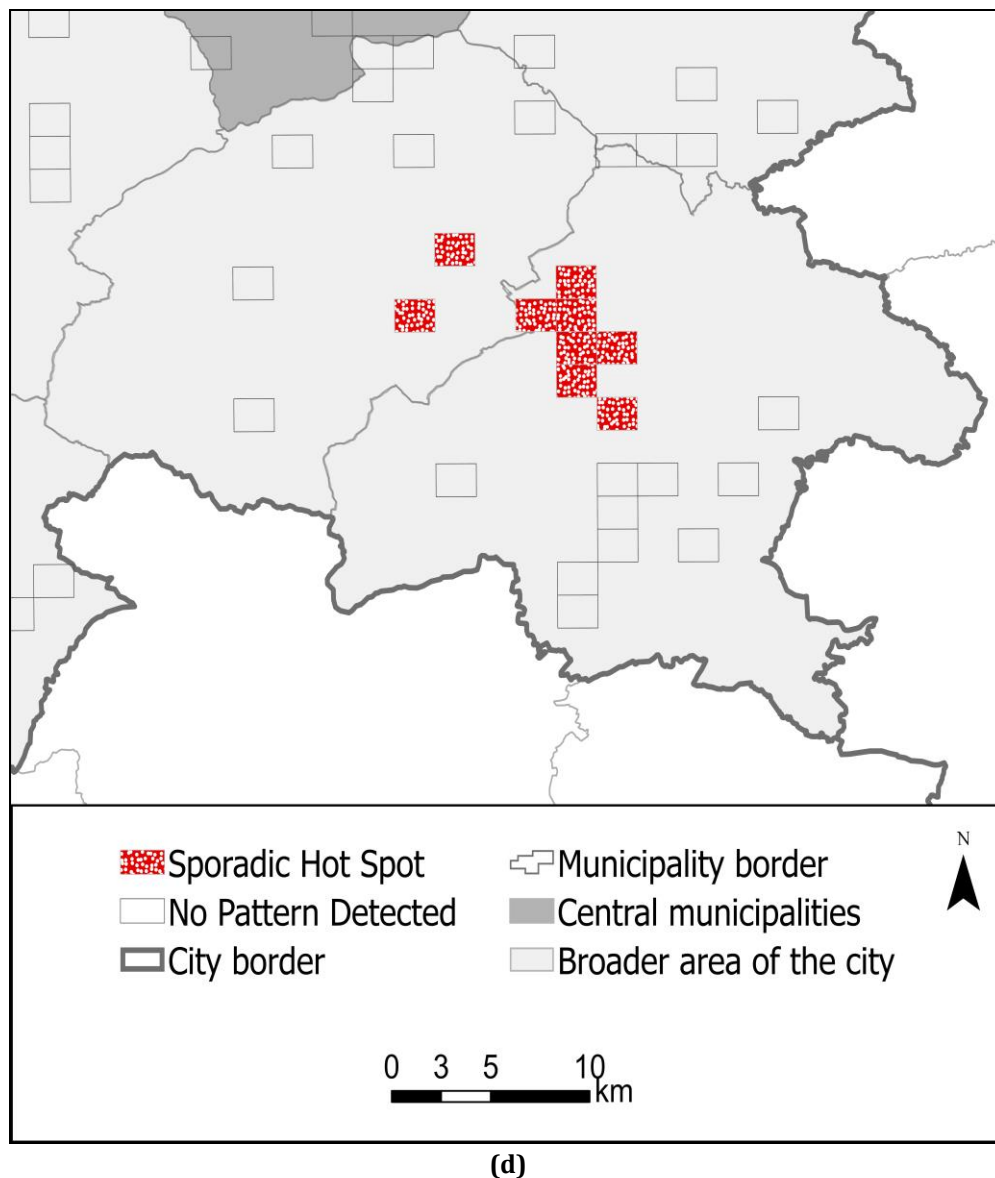 Sporadic Hot Spot
Municipality border
N
No Pattern Detected
Central municipalities
City border
Broader area of the city
0 3 5 10
km
(d)